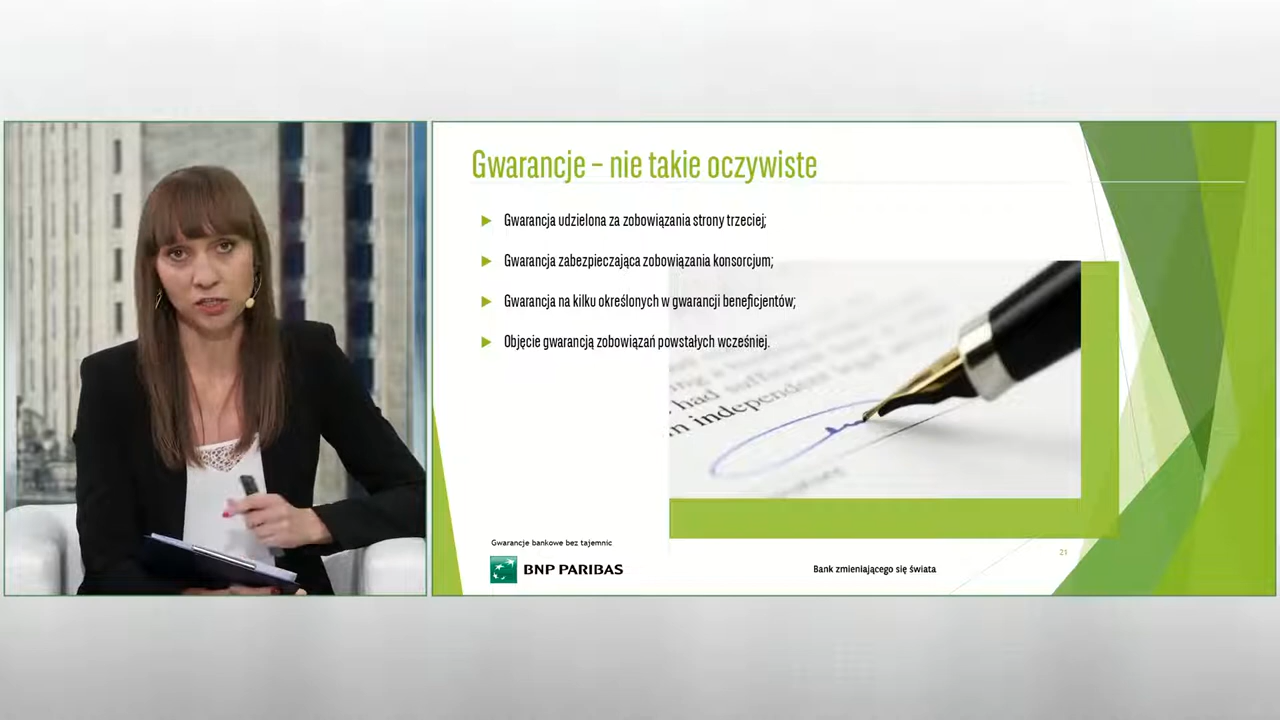 Gwarancje – nie takie oczywiste
Gwarancja udzielona za zobowiązania strony trzeciej;
Gwarancja zabezpieczająca zobowiązania konsorcjum;
Gwarancja na kilku określonych w gwarancji beneficjentów;
Objęcie gwarancją zobowiązań powstałych wcześniej.
had
independent
Gwarancje bankowe bez tajemnic
BNP PARIBAS
Bank zmieniającego się świata
21